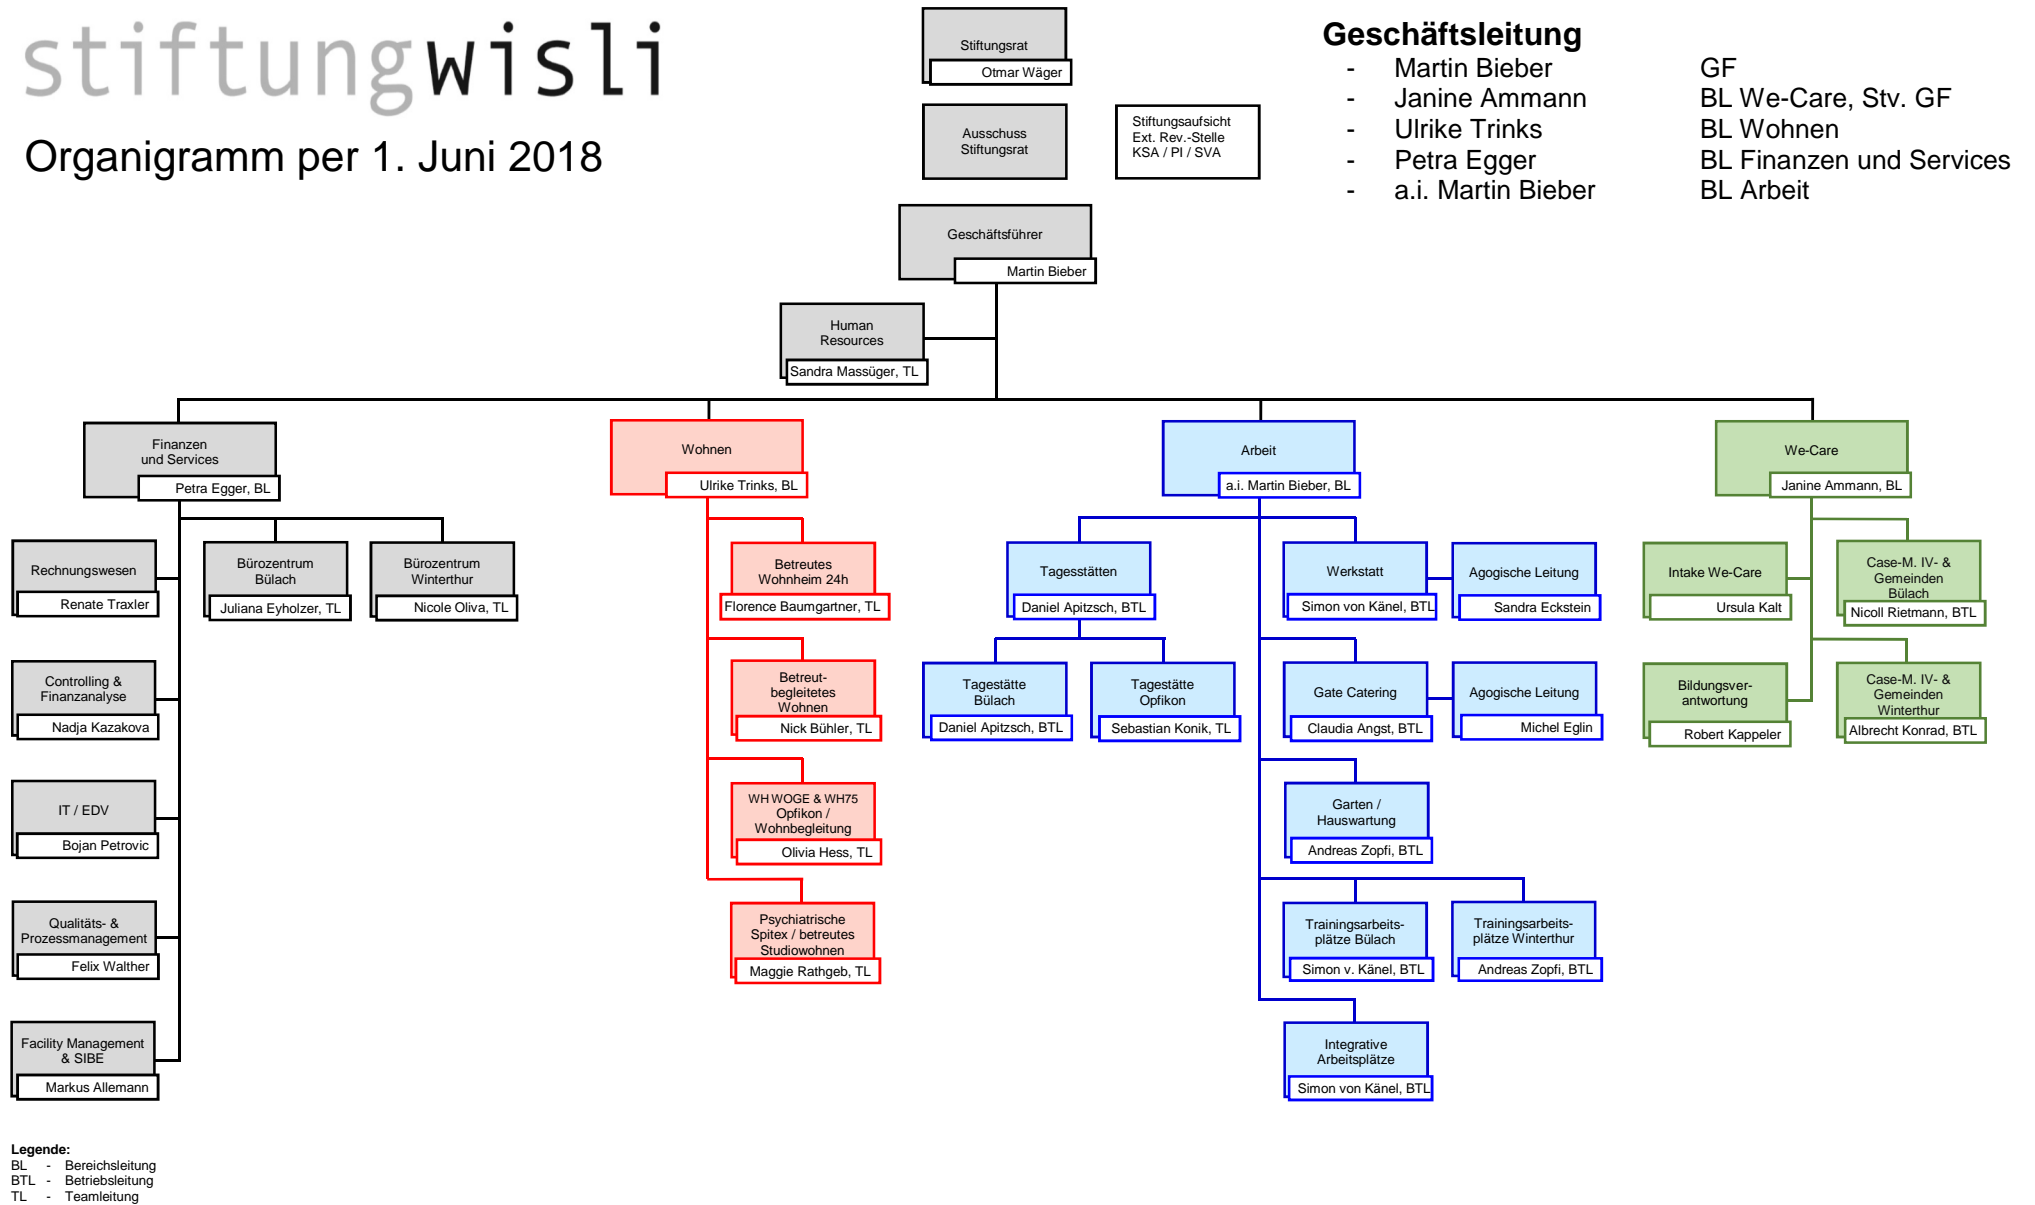 stiftungwisli
Organigramm per 1. Juni 2018
Stiftungsrat
Otmar Wäger
Ausschuss
Stiftungsrat
Stiftungsaufsicht
Ext. Rev.-Stelle
KSA / PI / SVA
Geschäftsleitung
- Martin Bieber GF
- Janine Ammann BL We-Care, Stv. GF
- Ulrike Trinks BL Wohnen
- Petra Egger BL Finanzen und Services
- a.i. Martin Bieber BL Arbeit
Geschäftsführer
Martin Bieber
Human
Resources
Sandra Massüger, TL
Finanzen
und Services
Petra Egger, BL
Rechnungswesen
Renate Traxler
Bürozentrum
Bülach
Juliana Eyholzer, TL
Bürozentrum
Winterthur
Nicole Oliva, TL
Controlling &
Finanzanalyse
Nadja Kazakova
IT / EDV
Bojan Petrovic
Qualitäts- &
Prozessmanagement
Felix Walther
Facility Management
& SIBE
Markus Allemann
Wohnen
Ulrike Trinks, BL
Betreutes
Wohnheim 24h
Florence Baumgartner, TL
Betreut-
begleitetes
Wohnen
Nick Bühler, TL
WH WOGE & WH75
Opfikon /
Wohnbegleitung
Olivia Hess, TL
Psychiatrische
Spitex / betreutes
Studiowohnen
Maggie Rathgeb, TL
Arbeit
a.i. Martin Bieber, BL
Tagesstätten
Daniel Apitzsch, BTL
Tagestätte
Bülach
Daniel Apitzsch, BTL
Tagestätte
Opfikon
Sebastian Konik, TL
Werkstatt
Simon von Känel, BTL
Agogische Leitung
Sandra Eckstein
Gate Catering
Claudia Angst, BTL
Agogische Leitung
Michel Eglin
Garten /
Hauswartung
Andreas Zopfi, BTL
Trainingsarbeits-
plätze Bülach
Simon v. Känel, BTL
Trainingsarbeits-
plätze Winterthur
Andreas Zopfi, BTL
Integrative
Arbeitsplätze
Simon von Känel, BTL
We-Care
Janine Ammann, BL
Intake We-Care
Ursula Kalt
Case-M. IV- &
Gemeinden
Bülach
Nicoll Rietmann, BTL
Bildungsver-
antwortung
Robert Kappeler
Case-M. IV- &
Gemeinden
Winterthur
Albrecht Konrad, BTL
Legende:
BL - Bereichsleitung
BTL - Betriebsleitung
TL - Teamleitung